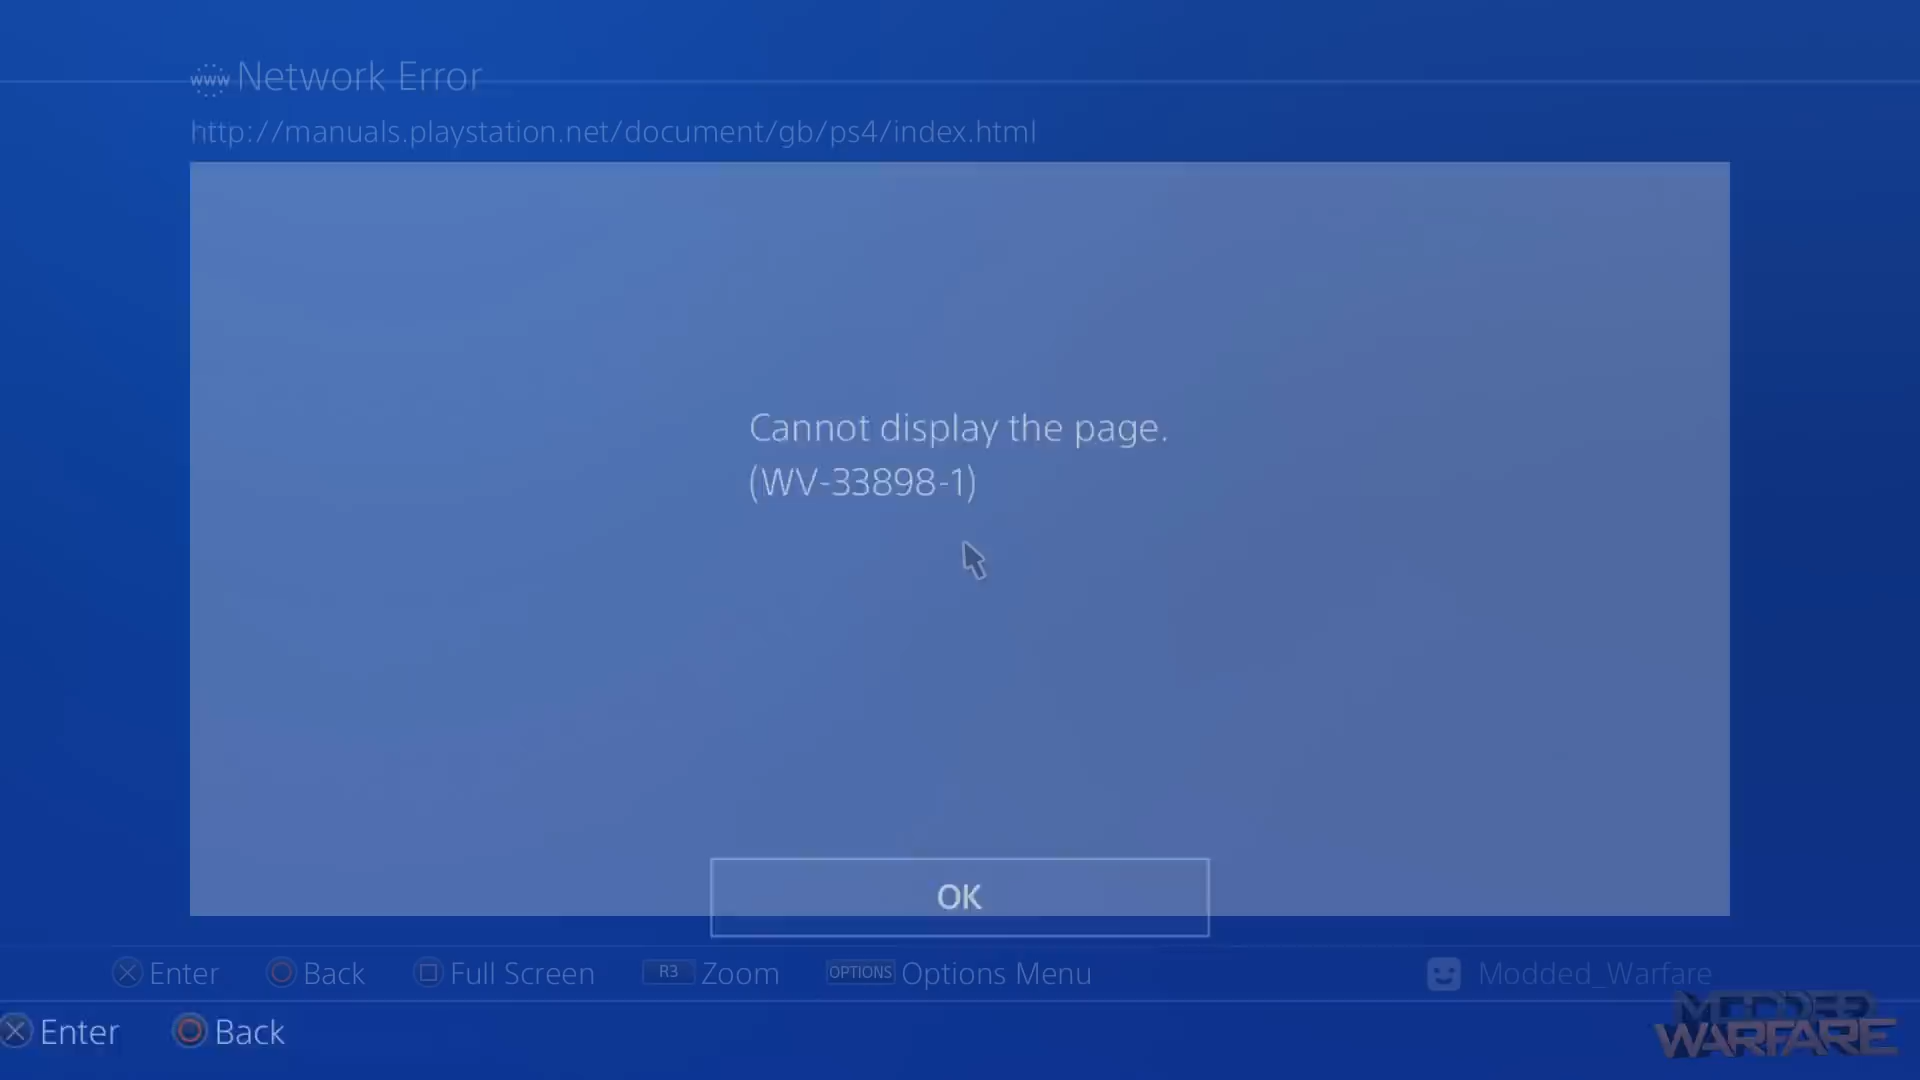 www Network Error
http://manuals.playstation.net/document/gb/ps4/index.html
Cannot display the page.
(WV-33898-1)
OK
Enter Back Full Screen R3 Zoom OPTIONS Options Menu Modded_Warfare
Enter Back
MODDED
WARFARE